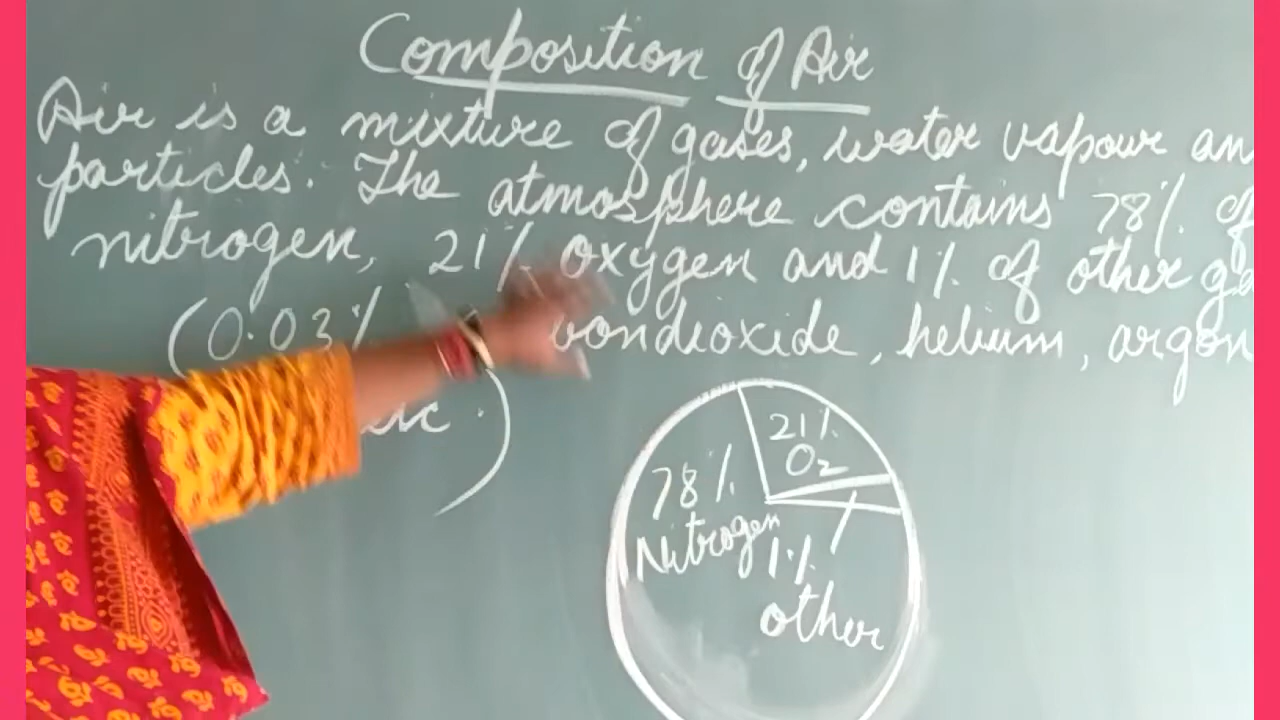 Composition of Air
Air is a mixture of gases, water vapour an
particles. The atmosphere contains 78% of
nitrogen, 21% oxygen and 1% of other ga
(0.03% bondioxide, helium, argon
etc.)
21%
O2
78%
Nitrogen
1%
other